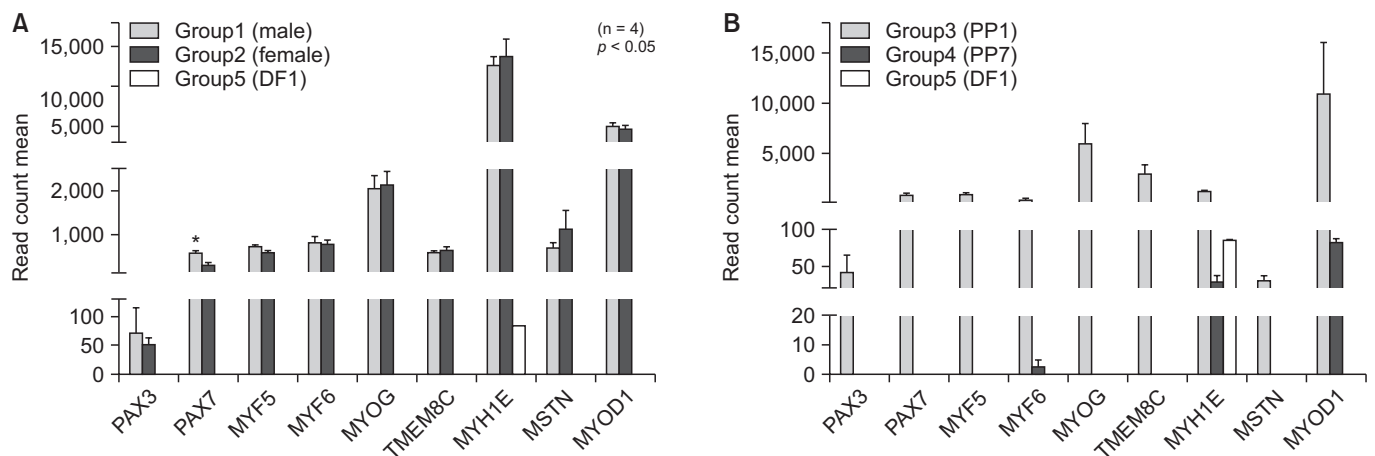 A
Group1 (male)
Group2 (female)
Group5 (DF1)
(n = 4)
p < 0.05
Read count mean
15,000
10,000
5,000
2,000
1,000
100
50
0
*
PAX3
PAX7
MYF5
MYF6
MYOG
TMEM8C
MYH1E
MSTN
MYOD1
B
Group3 (PP1)
Group4 (PP7)
Group5 (DF1)
Read count mean
15,000
10,000
5,000
100
50
20
10
0
PAX3
PAX7
MYF5
MYF6
MYOG
TMEM8C
MYH1E
MSTN
MYOD1